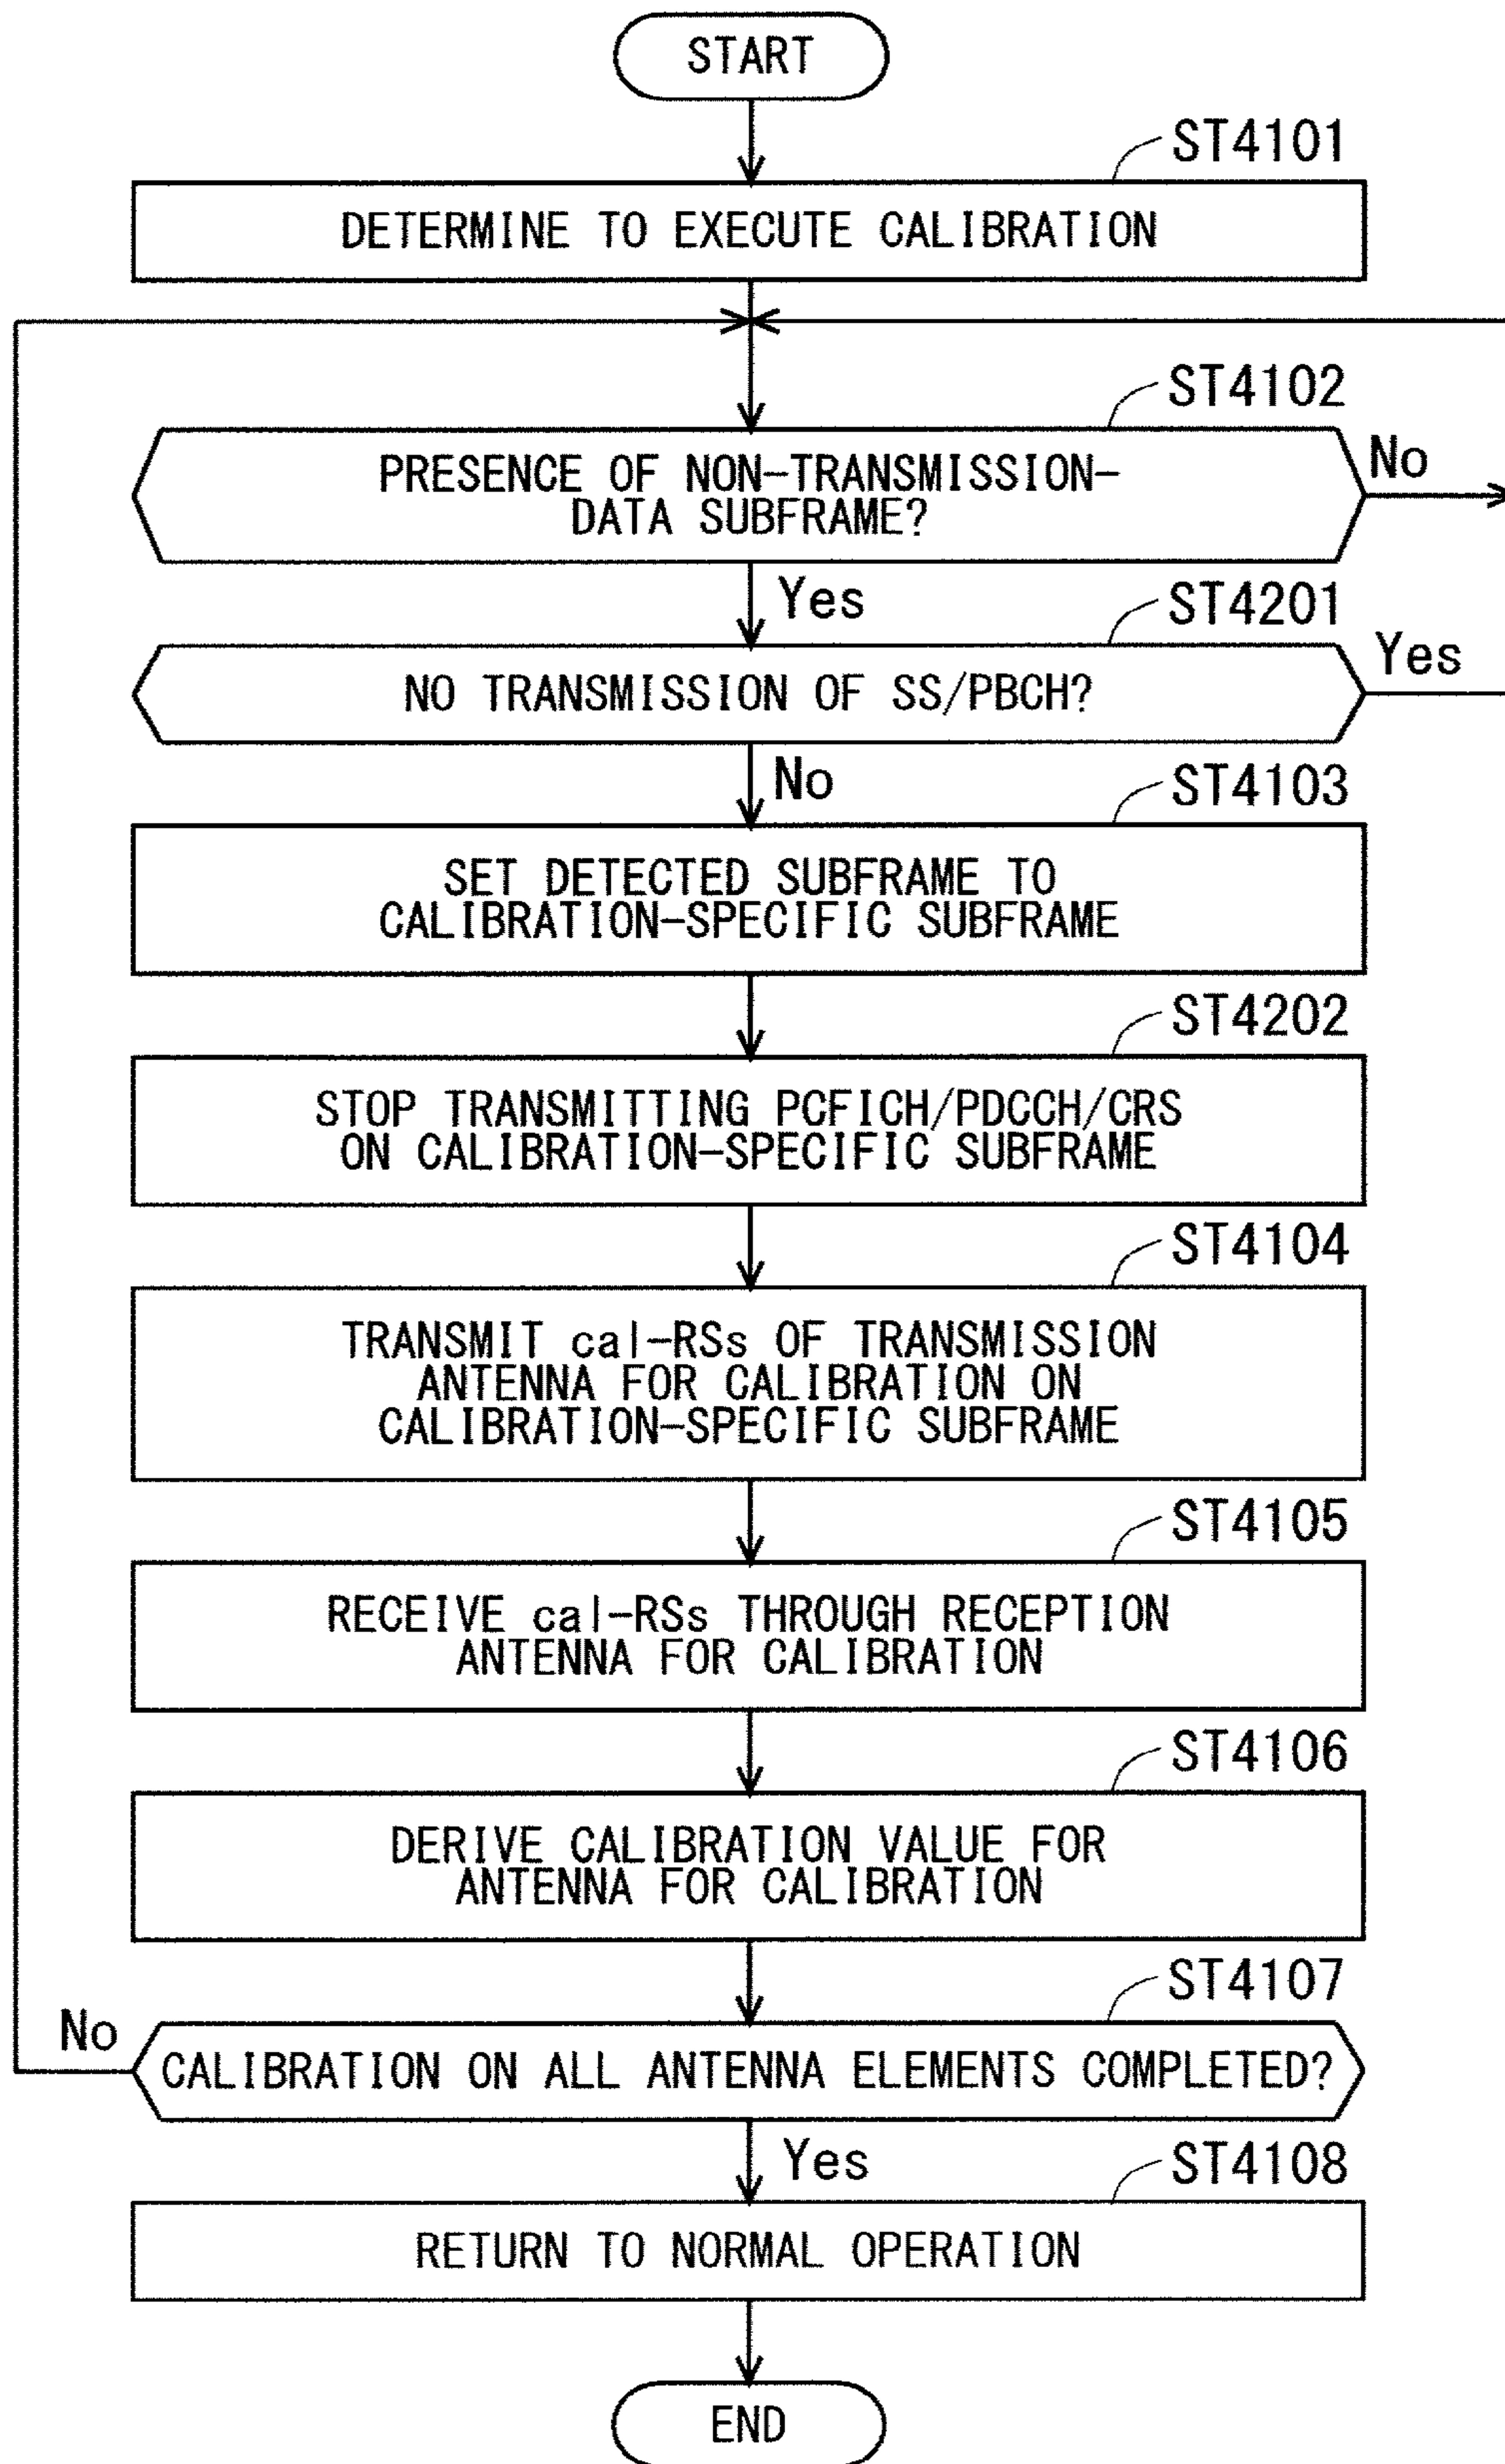 START
ST4101
DETERMINE TO EXECUTE CALIBRATION
ST4102
PRESENCE OF NON-TRANSMISSION-
DATA SUBFRAME?
No
Yes
ST4201
NO TRANSMISSION OF SS/PBCH?
Yes
No
ST4103
SET DETECTED SUBFRAME TO
CALIBRATION-SPECIFIC SUBFRAME
ST4202
STOP TRANSMITTING PCFICH/PDCCH/CRS
ON CALIBRATION-SPECIFIC SUBFRAME
ST4104
TRANSMIT cal-RSs OF TRANSMISSION
ANTENNA FOR CALIBRATION ON
CALIBRATION-SPECIFIC SUBFRAME
ST4105
RECEIVE cal-RSs THROUGH RECEPTION
ANTENNA FOR CALIBRATION
ST4106
DERIVE CALIBRATION VALUE FOR
ANTENNA FOR CALIBRATION
ST4107
No
CALIBRATION ON ALL ANTENNA ELEMENTS COMPLETED?
Yes
ST4108
RETURN TO NORMAL OPERATION
END